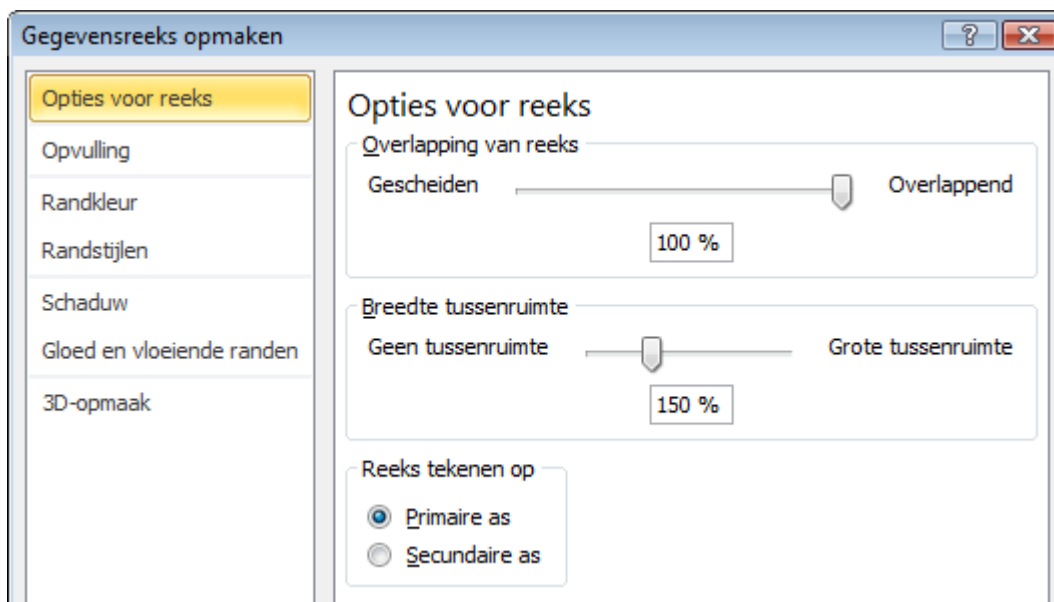 Gegevensreeks opmaken
Opties voor reeks
Opvulling
Randkleur
Randstijlen
Schaduw
Gloed en vloeiende randen
3D-opmaak
Opties voor reeks
Overlapping van reeks
Gescheiden Overlappend
100 %
Breedte tussenruimte
Geen tussenruimte Grote tussenruimte
150 %
Reeks tekenen op
Primaire as
Secundaire as